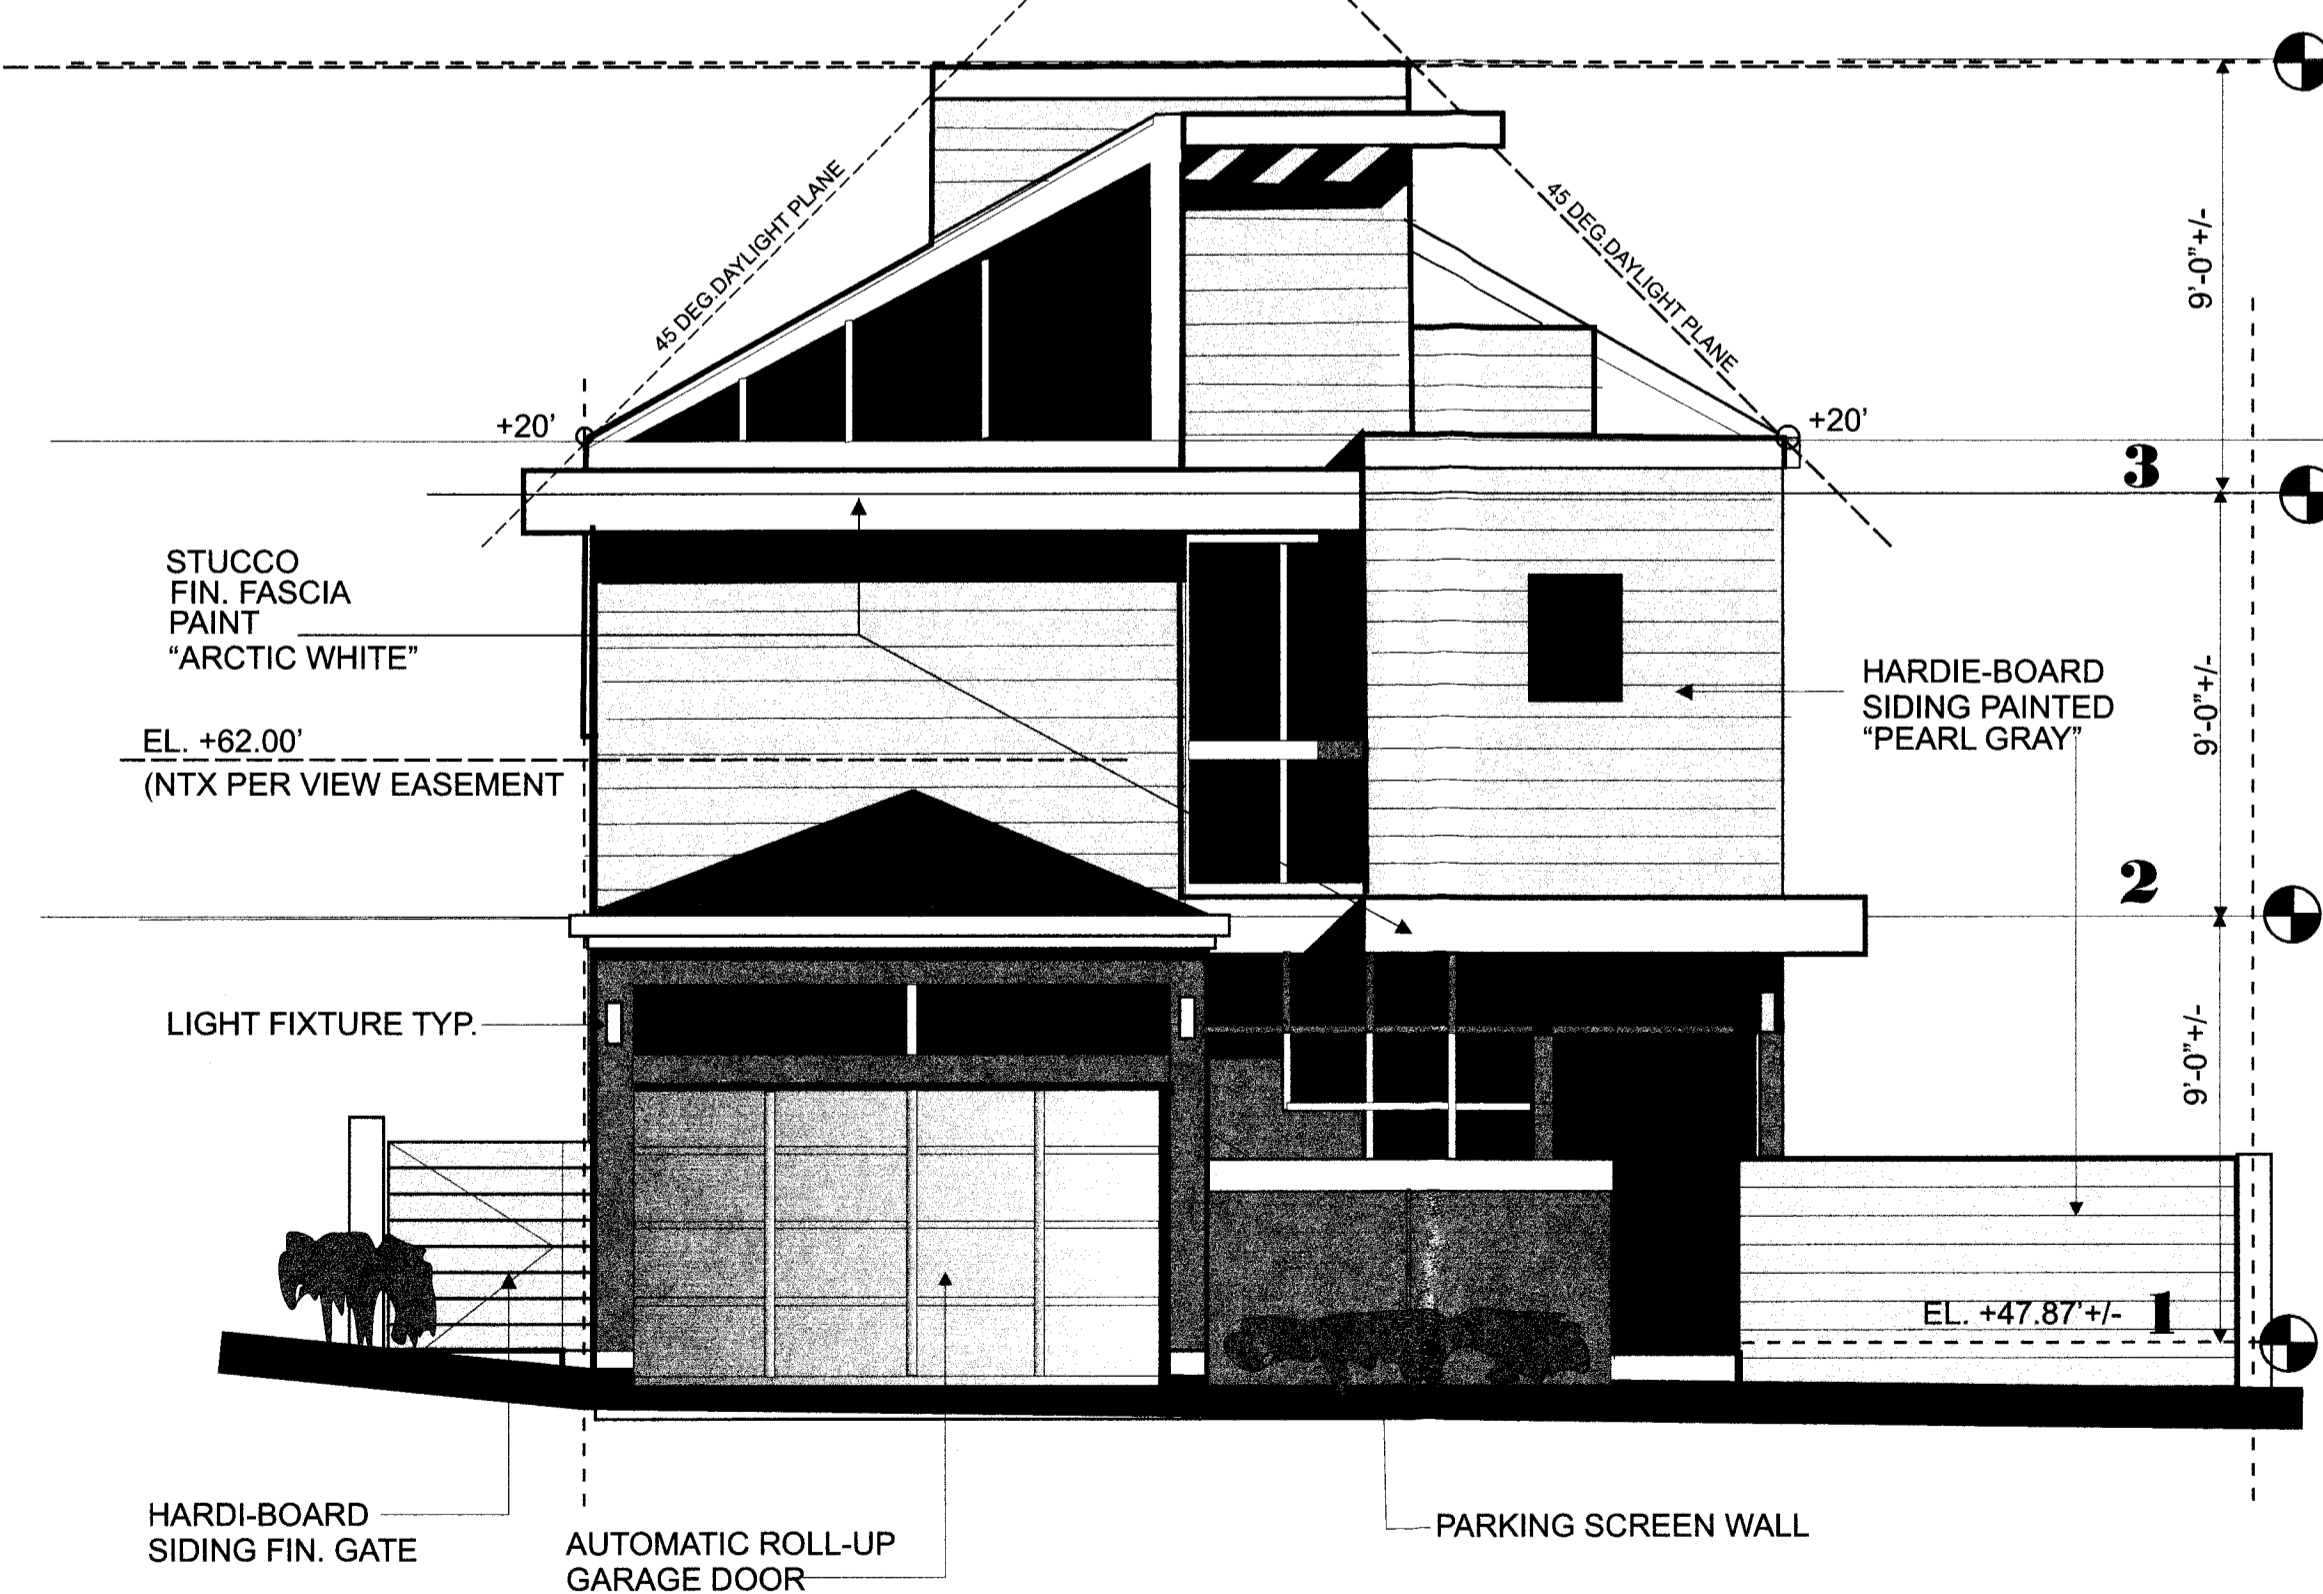 45 DEG.DAYLIGHT PLANE
45 DEG.DAYLIGHT PLANE
9'-0"+/-
+20'
+20'
3
STUCCO
FIN. FASCIA
PAINT
“ARCTIC WHITE”
HARDIE-BOARD
SIDING PAINTED
“PEARL GRAY”
9'-0"+/-
EL. +62.00'
(NTX PER VIEW EASEMENT
2
LIGHT FIXTURE TYP.
9'-0"+/-
EL. +47.87'+/-
1
HARDI-BOARD
SIDING FIN. GATE
AUTOMATIC ROLL-UP
GARAGE DOOR
PARKING SCREEN WALL